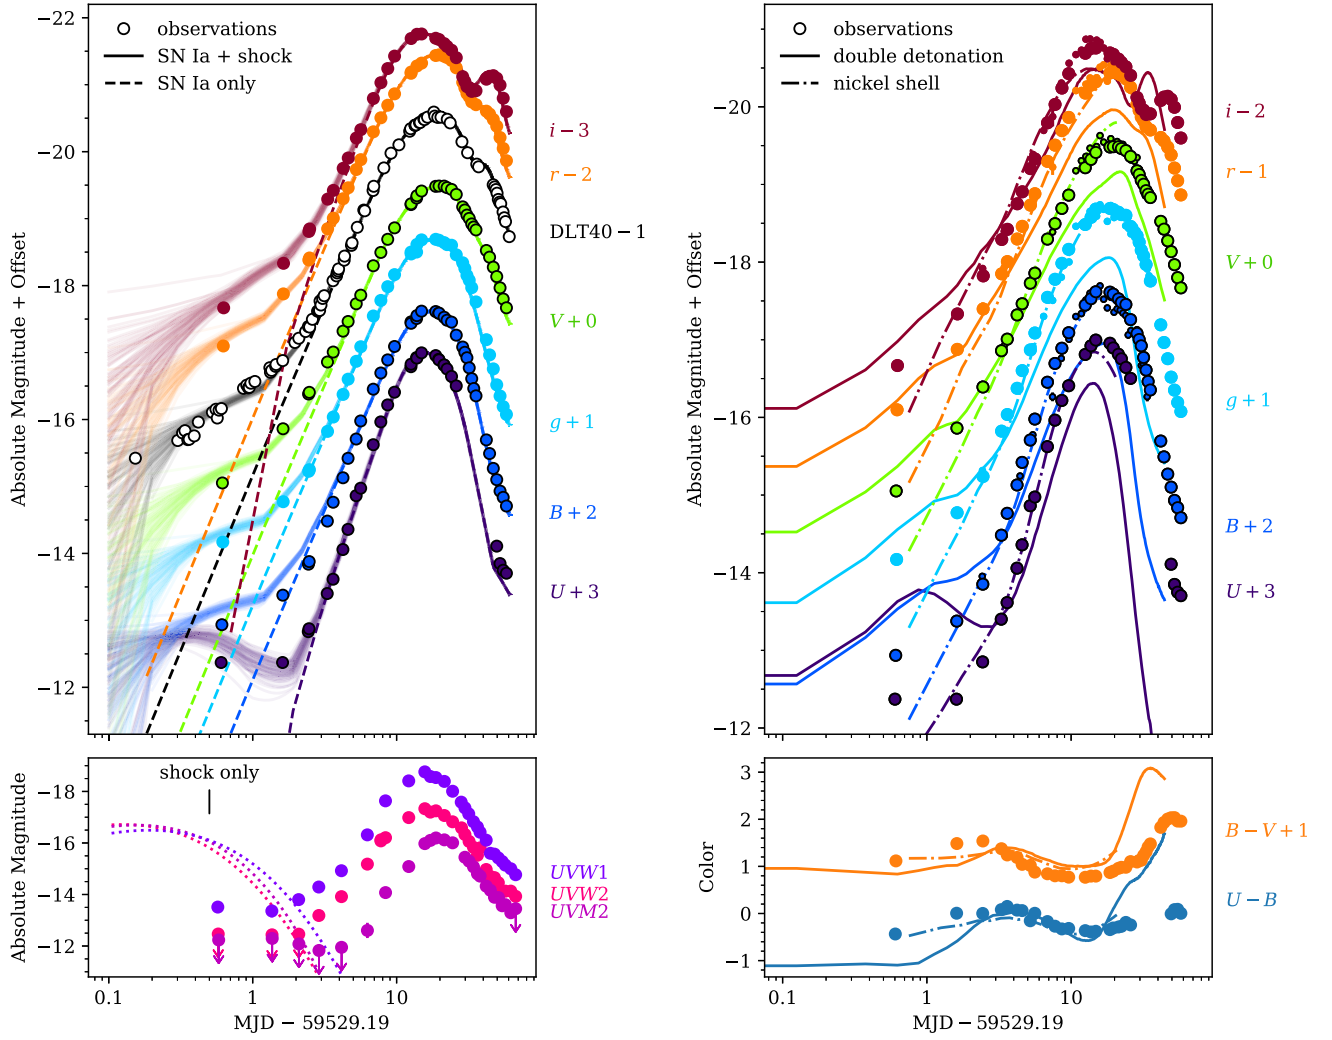 observations
SN Ia + shock
SN Ia only
−22
−20
−18
−16
−14
−12
Absolute Magnitude + Offset
i − 3
r − 2
DLT40 − 1
V + 0
g + 1
B + 2
U + 3
observations
double detonation
nickel shell
−20
−18
−16
−14
−12
Absolute Magnitude + Offset
i − 2
r − 1
V + 0
g + 1
B + 2
U + 3
shock only
−18
−16
−14
−12
Absolute Magnitude
UVW1
UVW2
UVM2
0.1 1 10
MJD − 59529.19
3
2
1
0
−1
Color
B − V + 1
U − B
0.1 1 10
MJD − 59529.19